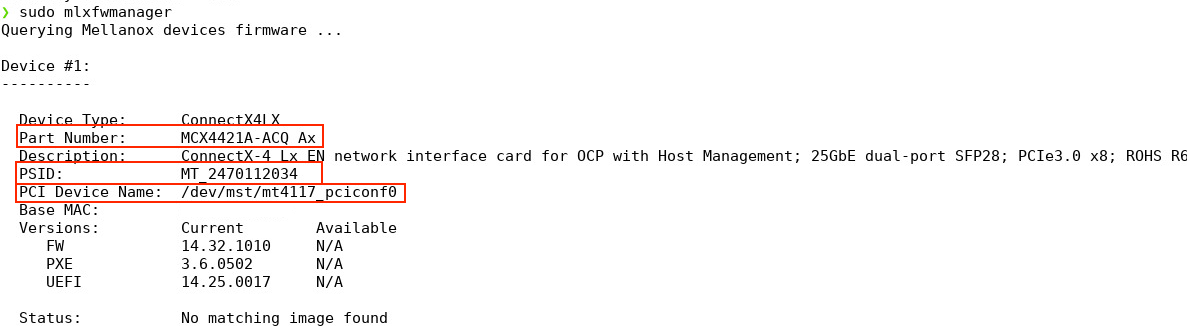 ❯ sudo mlxfwmanager
Querying Mellanox devices firmware ...
Device #1:
----------
Device Type: ConnectX4LX
Part Number: MCX4421A-ACQ_Ax
Description: ConnectX-4 Lx EN network interface card for OCP with Host Management; 25GbE dual-port SFP28; PCIe3.0 x8; ROHS R6
PSID: MT_2470112034
PCI Device Name: /dev/mst/mt4117_pciconf0
Base MAC:
Versions: Current Available
FW 14.32.1010 N/A
PXE 3.6.0502 N/A
UEFI 14.25.0017 N/A
Status: No matching image found